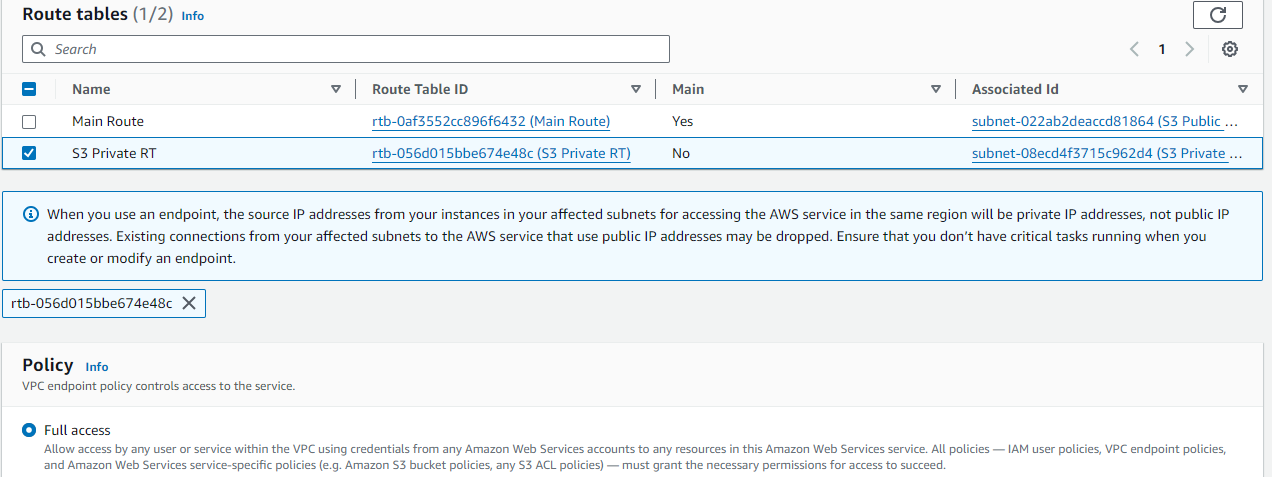 Route tables (1/2) Info
Search
1
Name Route Table ID Main Associated Id
Main Route rtb-0af3552cc896f6432 (Main Route) Yes subnet-022ab2deaccd81864 (S3 Public ...
S3 Private RT rtb-056d015bbe674e48c (S3 Private RT) No subnet-08ecd4f3715c962d4 (S3 Private ...
When you use an endpoint, the source IP addresses from your instances in your affected subnets for accessing the AWS service in the same region will be private IP addresses, not public IP
addresses. Existing connections from your affected subnets to the AWS service that use public IP addresses may be dropped. Ensure that you don’t have critical tasks running when you
create or modify an endpoint.
rtb-056d015bbe674e48c
Policy Info
VPC endpoint policy controls access to the service.
Full access
Allow access by any user or service within the VPC using credentials from any Amazon Web Services accounts to any resources in this Amazon Web Services service. All policies — IAM user policies, VPC endpoint policies,
and Amazon Web Services service-specific policies (e.g. Amazon S3 bucket policies, any S3 ACL policies) — must grant the necessary permissions for access to succeed.